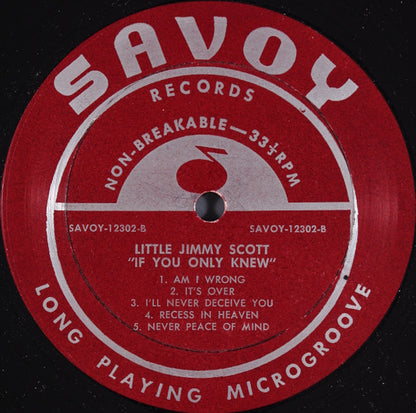 SAVOY
RECORDS
NON-BREAKABLE—33⅓RPM
SAVOY-12302-B SAVOY-12302-B
LITTLE JIMMY SCOTT
"IF YOU ONLY KNEW"
1. AM I WRONG
2. IT'S OVER
3. I'LL NEVER DECEIVE YOU
4. RECESS IN HEAVEN
5. NEVER PEACE OF MIND
LONG PLAYING MICROGROOVE